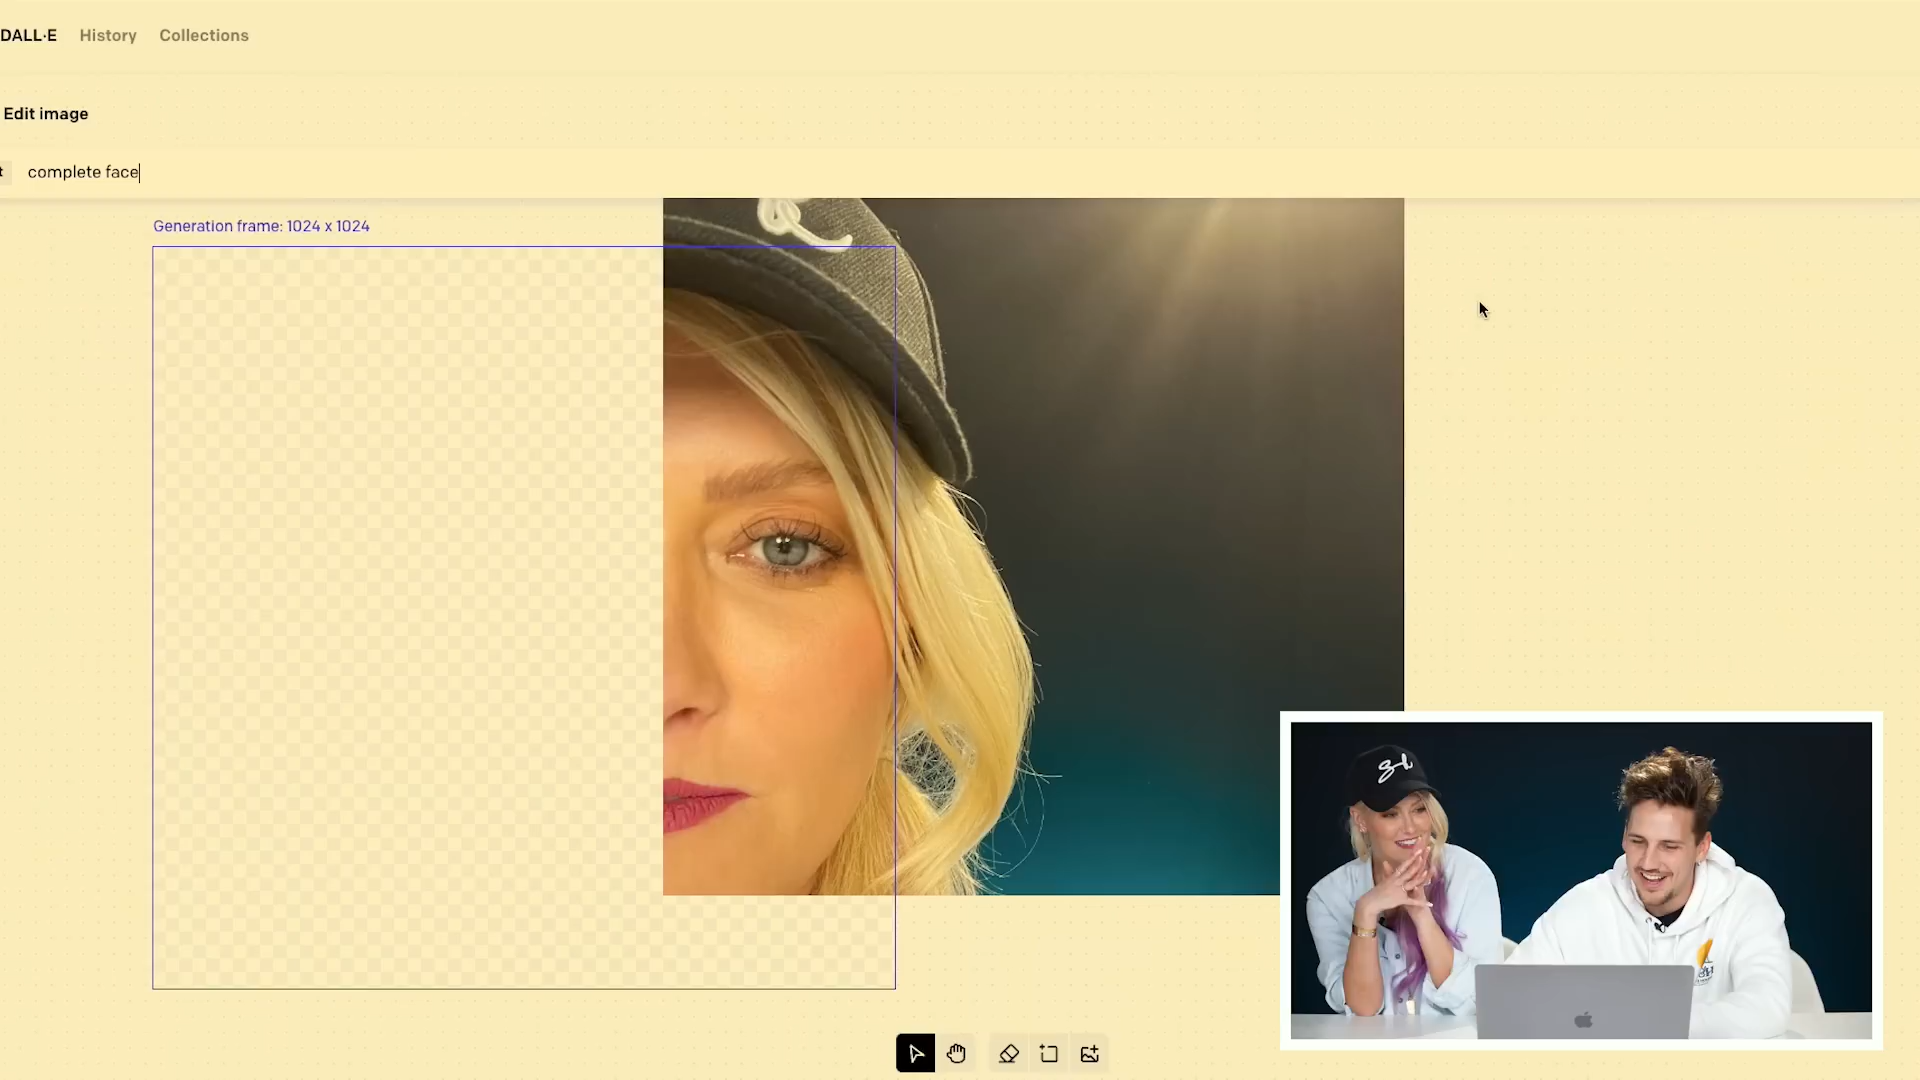 DALL·E History Collections
Edit image
t complete face
Generation frame: 1024 x 1024